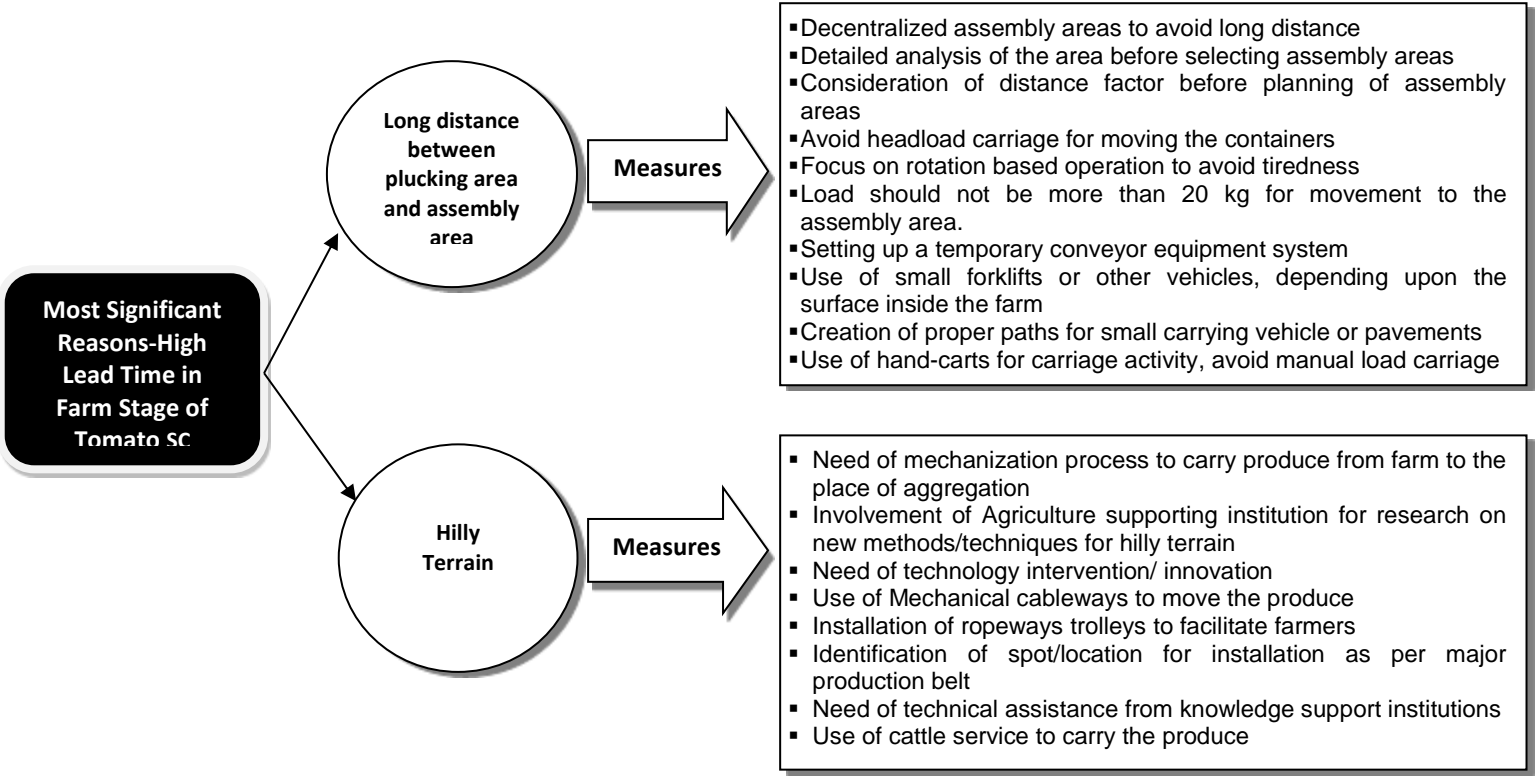 Most Significant
Reasons-High
Lead Time in
Farm Stage of
Tomato SC
Long distance
between
plucking area
and assembly
area
Measures
▪Decentralized assembly areas to avoid long distance
▪Detailed analysis of the area before selecting assembly areas
▪Consideration of distance factor before planning of assembly
areas
▪Avoid headload carriage for moving the containers
▪Focus on rotation based operation to avoid tiredness
▪Load should not be more than 20 kg for movement to the
assembly area.
▪Setting up a temporary conveyor equipment system
▪Use of small forklifts or other vehicles, depending upon the
surface inside the farm
▪Creation of proper paths for small carrying vehicle or pavements
▪Use of hand-carts for carriage activity, avoid manual load carriage
Hilly
Terrain
Measures
▪ Need of mechanization process to carry produce from farm to the
place of aggregation
▪ Involvement of Agriculture supporting institution for research on
new methods/techniques for hilly terrain
▪ Need of technology intervention/ innovation
▪ Use of Mechanical cableways to move the produce
▪ Installation of ropeways trolleys to facilitate farmers
▪ Identification of spot/location for installation as per major
production belt
▪ Need of technical assistance from knowledge support institutions
▪ Use of cattle service to carry the produce